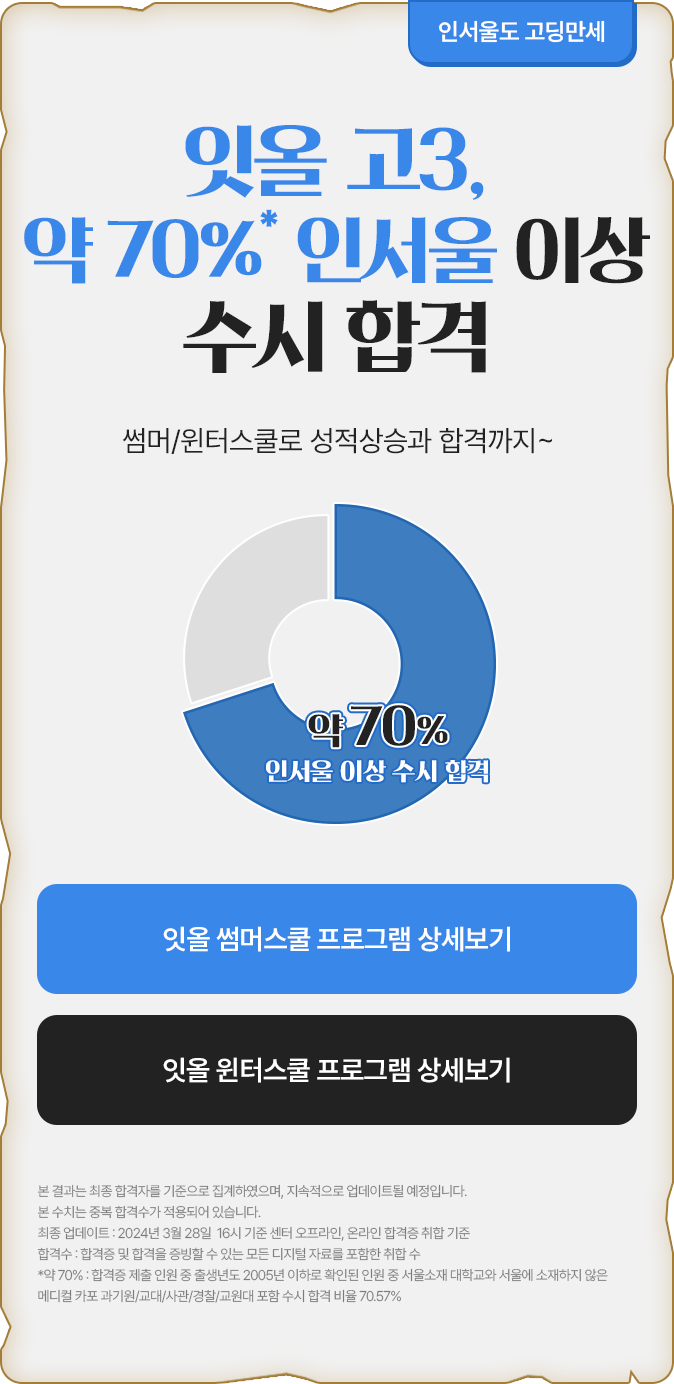 인서울도 고딩만세
잇올 고3,
약 70%* 인서울 이상
수시 합격
썸머/윈터스쿨로 성적상승과 합격까지~
약 70%
인서울 이상 수시 합격
잇올 썸머스쿨 프로그램 상세보기
잇올 윈터스쿨 프로그램 상세보기
본 결과는 최종 합격자를 기준으로 집계하였으며, 지속적으로 업데이트될 예정입니다.
본 수치는 중복 합격수가 적용되어 있습니다.
최종 업데이트 : 2024년 3월 28일 16시 기준 센터 오프라인, 온라인 합격증 취합 기준
합격수 : 합격증 및 합격을 증빙할 수 있는 모든 디지털 자료를 포함한 취합 수
*약 70% : 합격증 제출 인원 중 출생년도 2005년 이하로 확인된 인원 중 서울소재 대학교와 서울에 소재하지 않은
메디컬 카포 과기원/교대/사관/경찰/교원대 포함 수시 합격 비율 70.57%